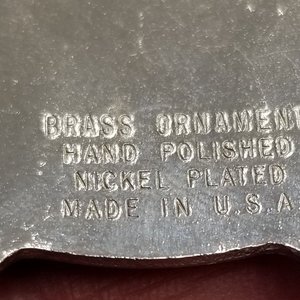 BRASS ORNAMENT
HAND POLISHED
NICKEL PLATED
MADE IN U.S.A